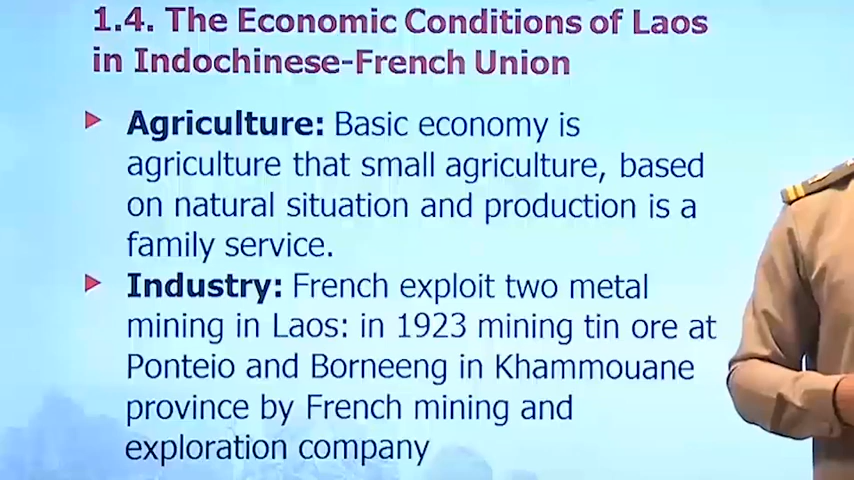 1.4. The Economic Conditions of Laos
in Indochinese-French Union
Agriculture: Basic economy is
agriculture that small agriculture, based
on natural situation and production is a
family service.
Industry: French exploit two metal
mining in Laos: in 1923 mining tin ore at
Ponteio and Borneeng in Khammouane
province by French mining and
exploration company